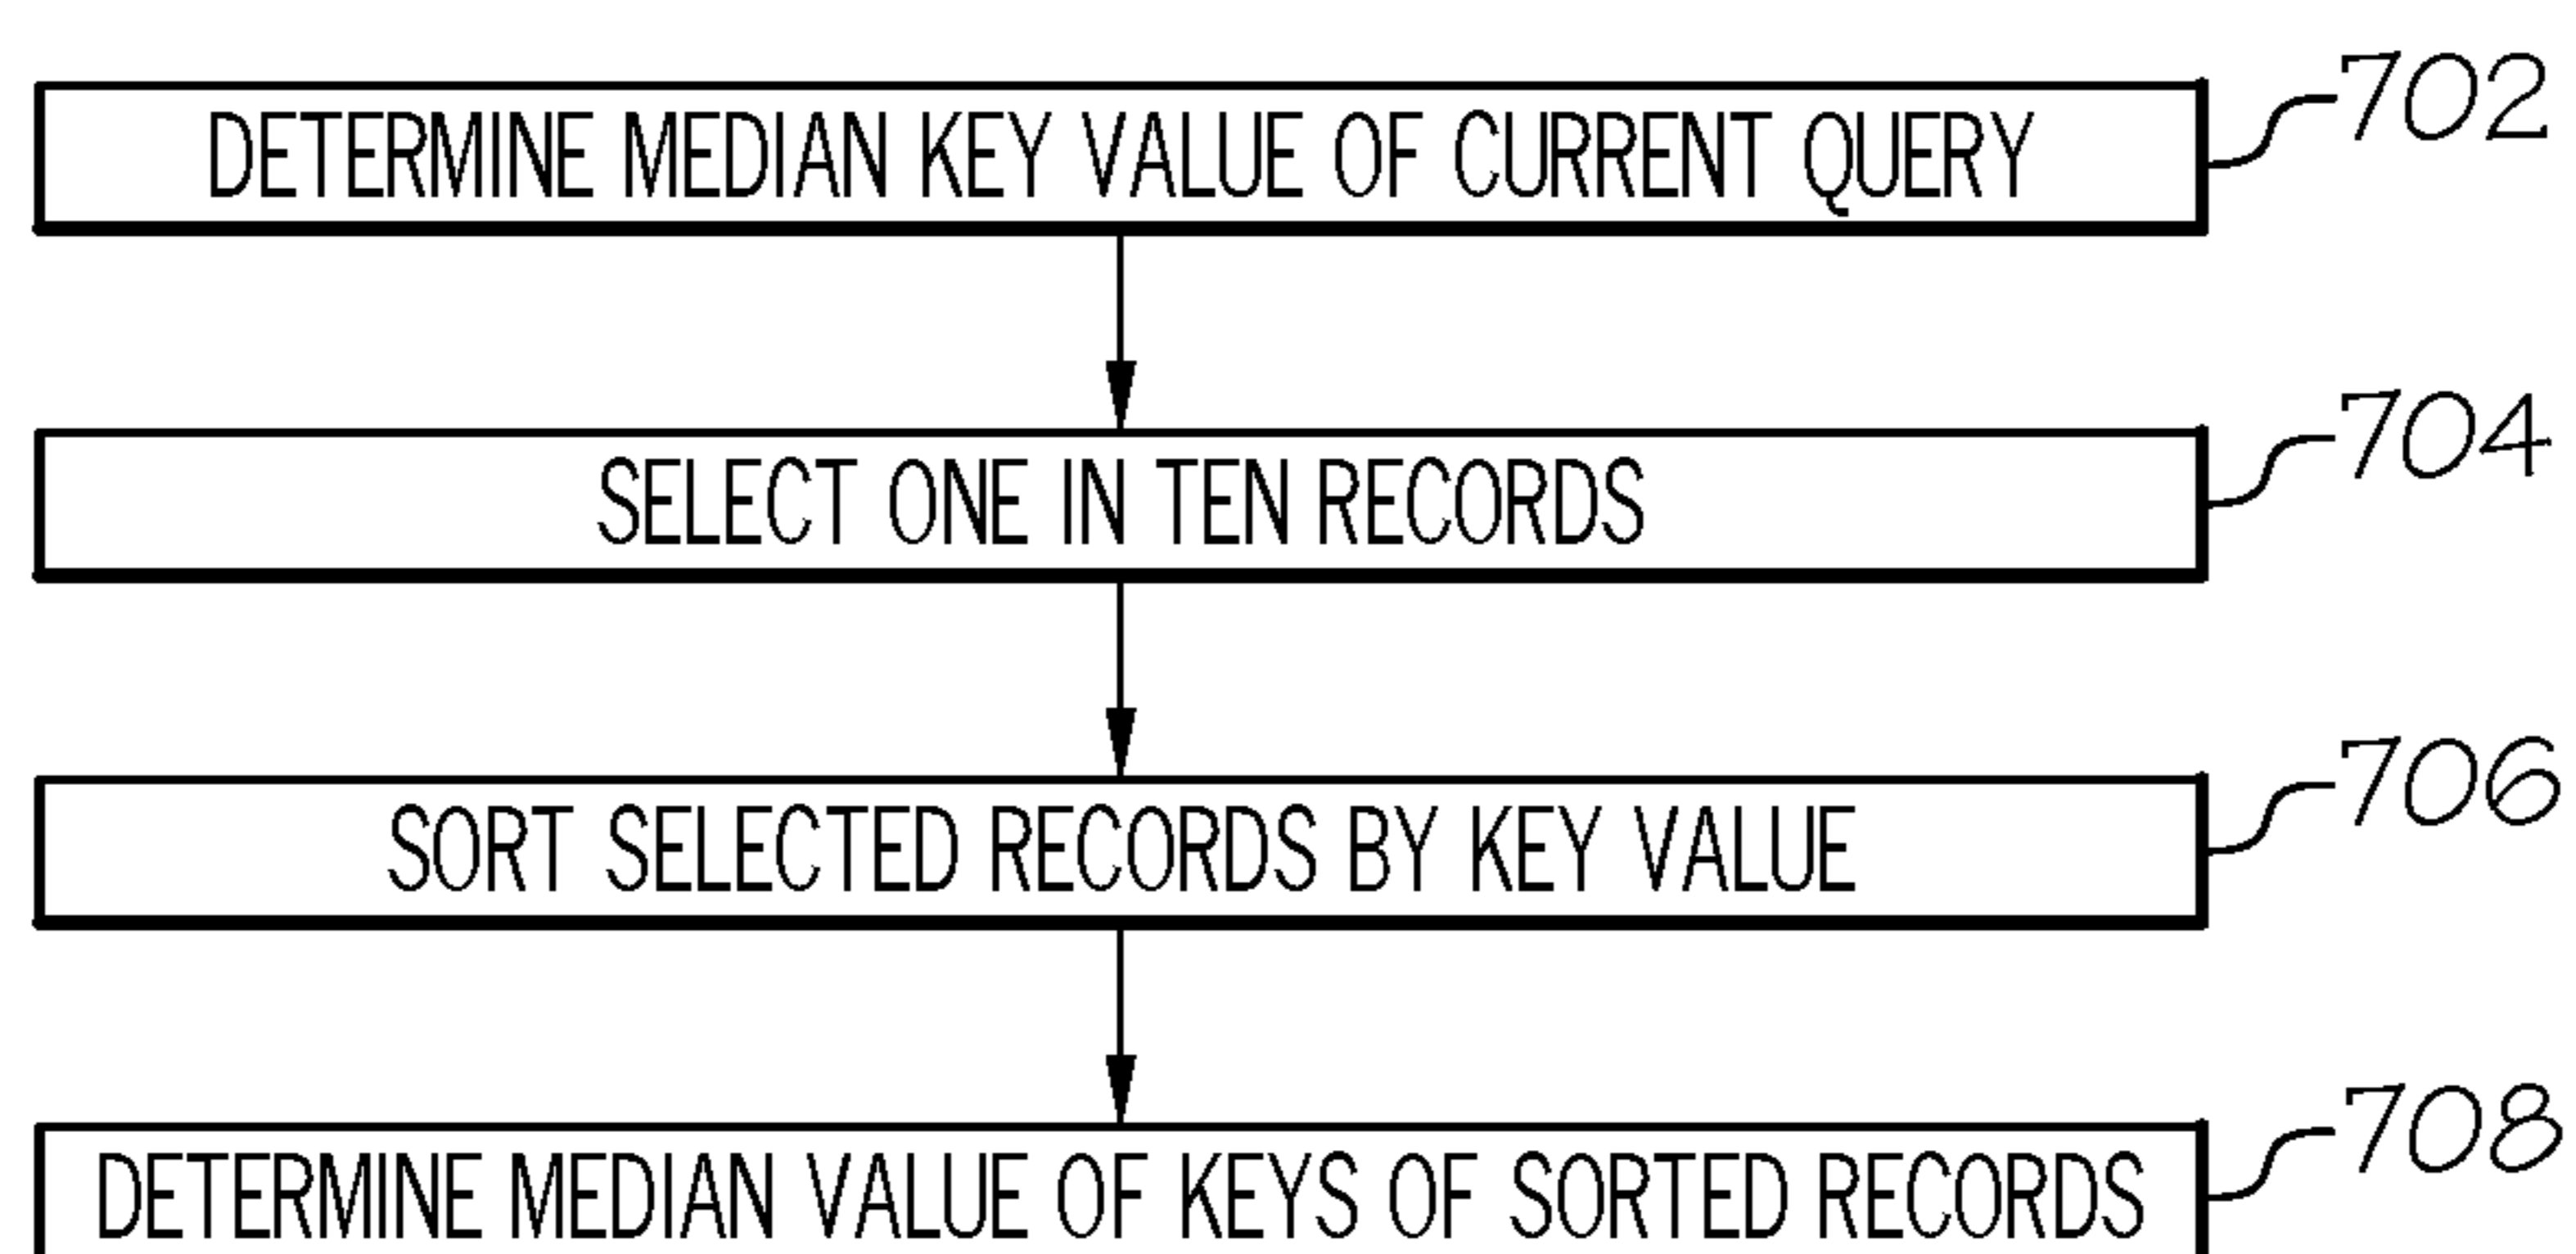 DETERMINE MEDIAN KEY VALUE OF CURRENT QUERY 702
SELECT ONE IN TEN RECORDS 704
SORT SELECTED RECORDS BY KEY VALUE 706
DETERMINE MEDIAN VALUE OF KEYS OF SORTED RECORDS 708